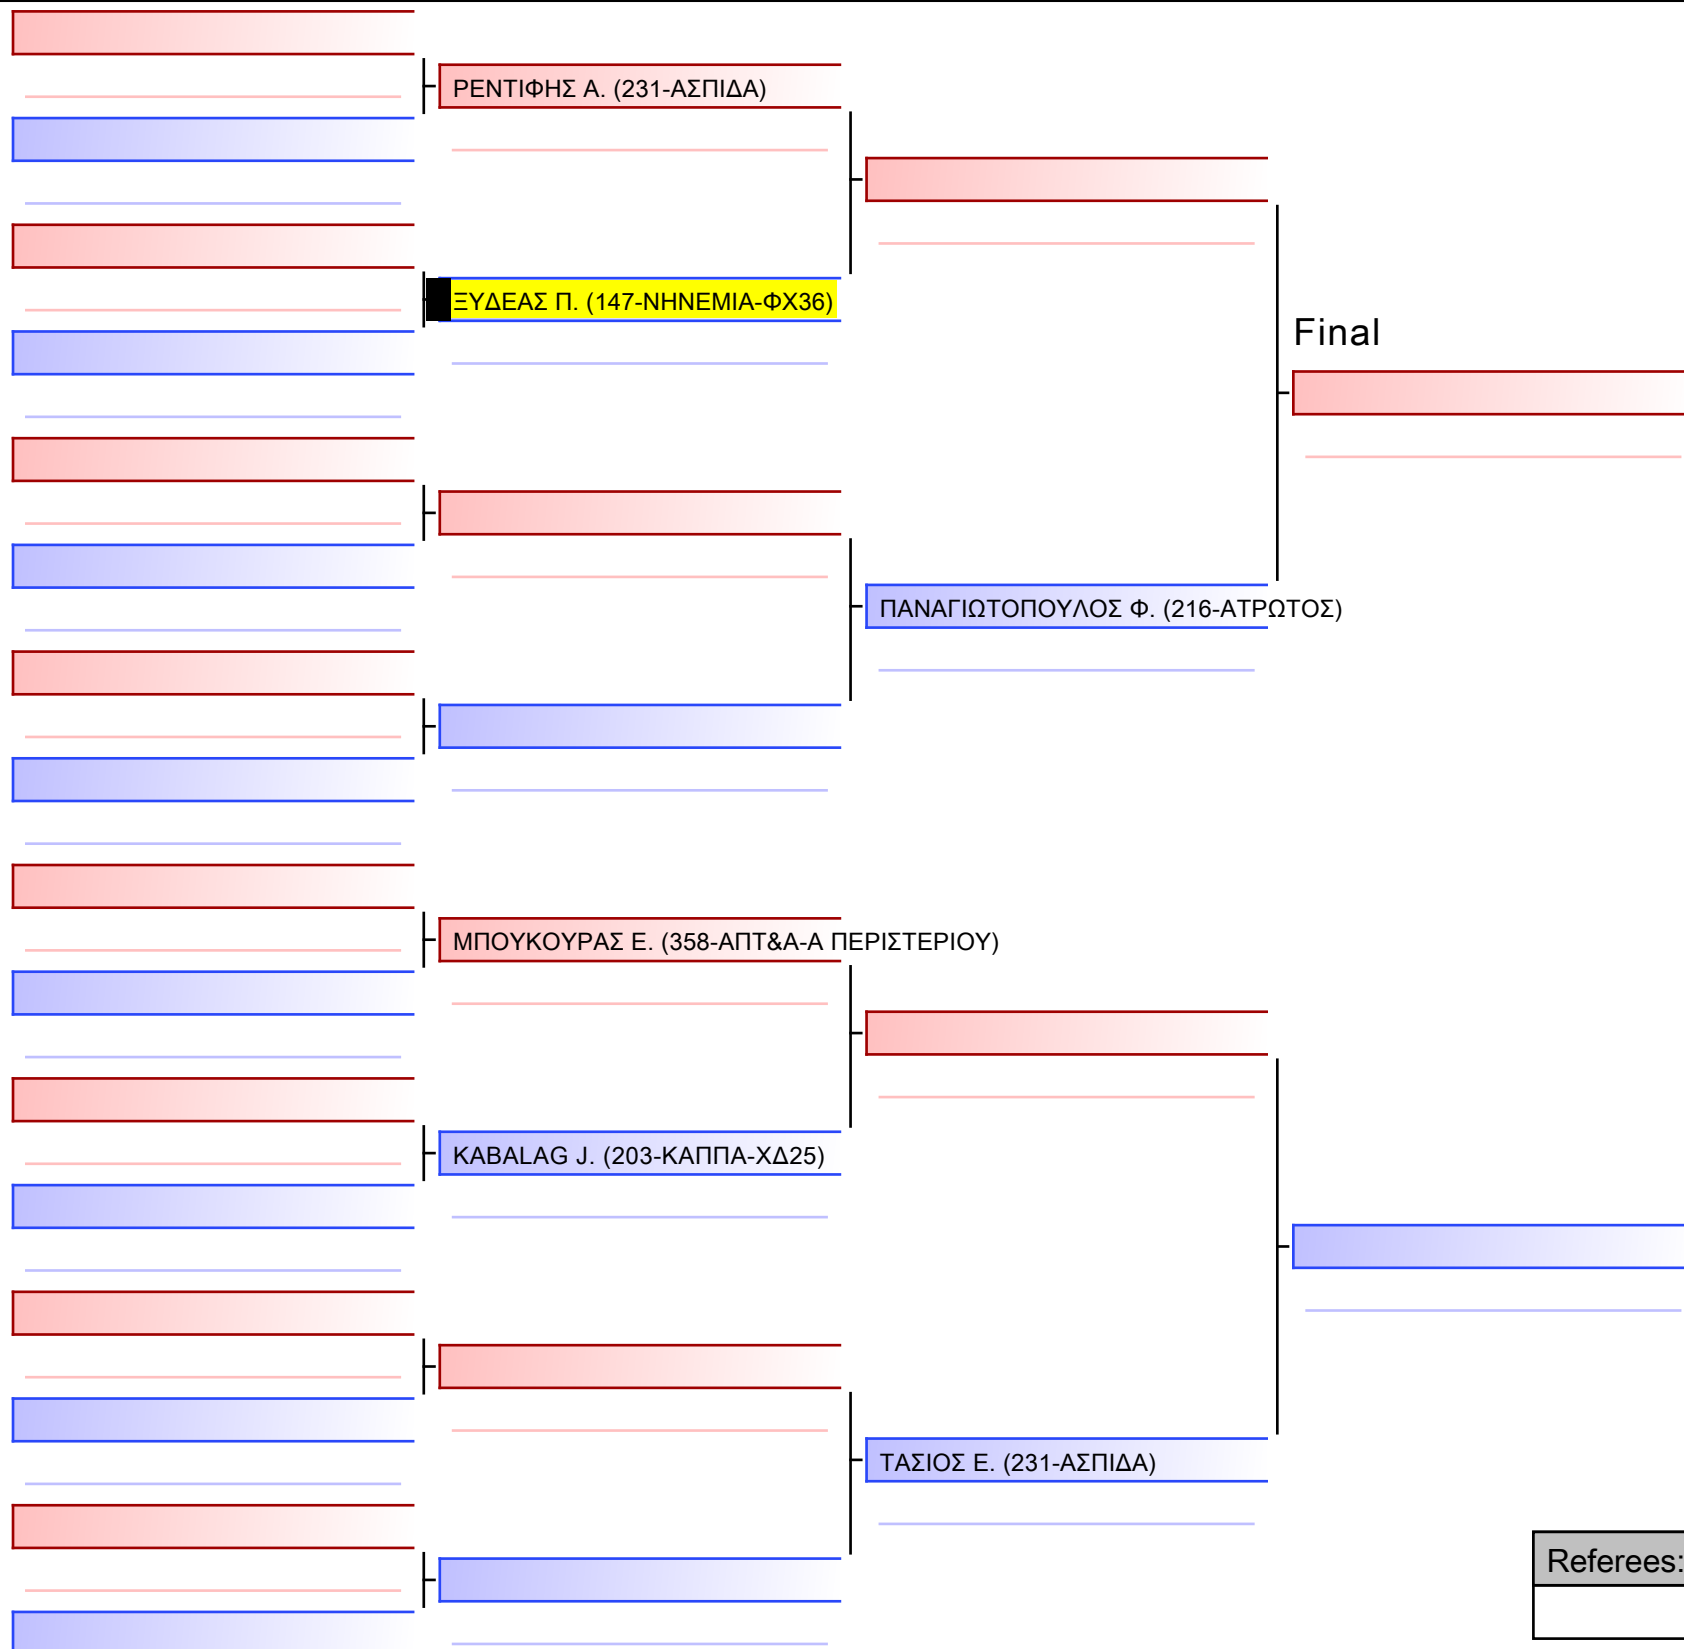 ΡΕΝΤΙΦΗΣ Α. (231-ΑΣΠΙΔΑ)
ΞΥΔΕΑΣ Π. (147-ΝΗΝΕΜΙΑ-ΦΧ36)
Final
ΠΑΝΑΓΙΩΤΟΠΟΥΛΟΣ Φ. (216-ΑΤΡΩΤΟΣ)
ΜΠΟΥΚΟΥΡΑΣ Ε. (358-ΑΠΤ&Α-Α ΠΕΡΙΣΤΕΡΙΟΥ)
KABALAG J. (203-ΚΑΠΠΑ-ΧΔ25)
ΤΑΣΙΟΣ Ε. (231-ΑΣΠΙΔΑ)
Referees: